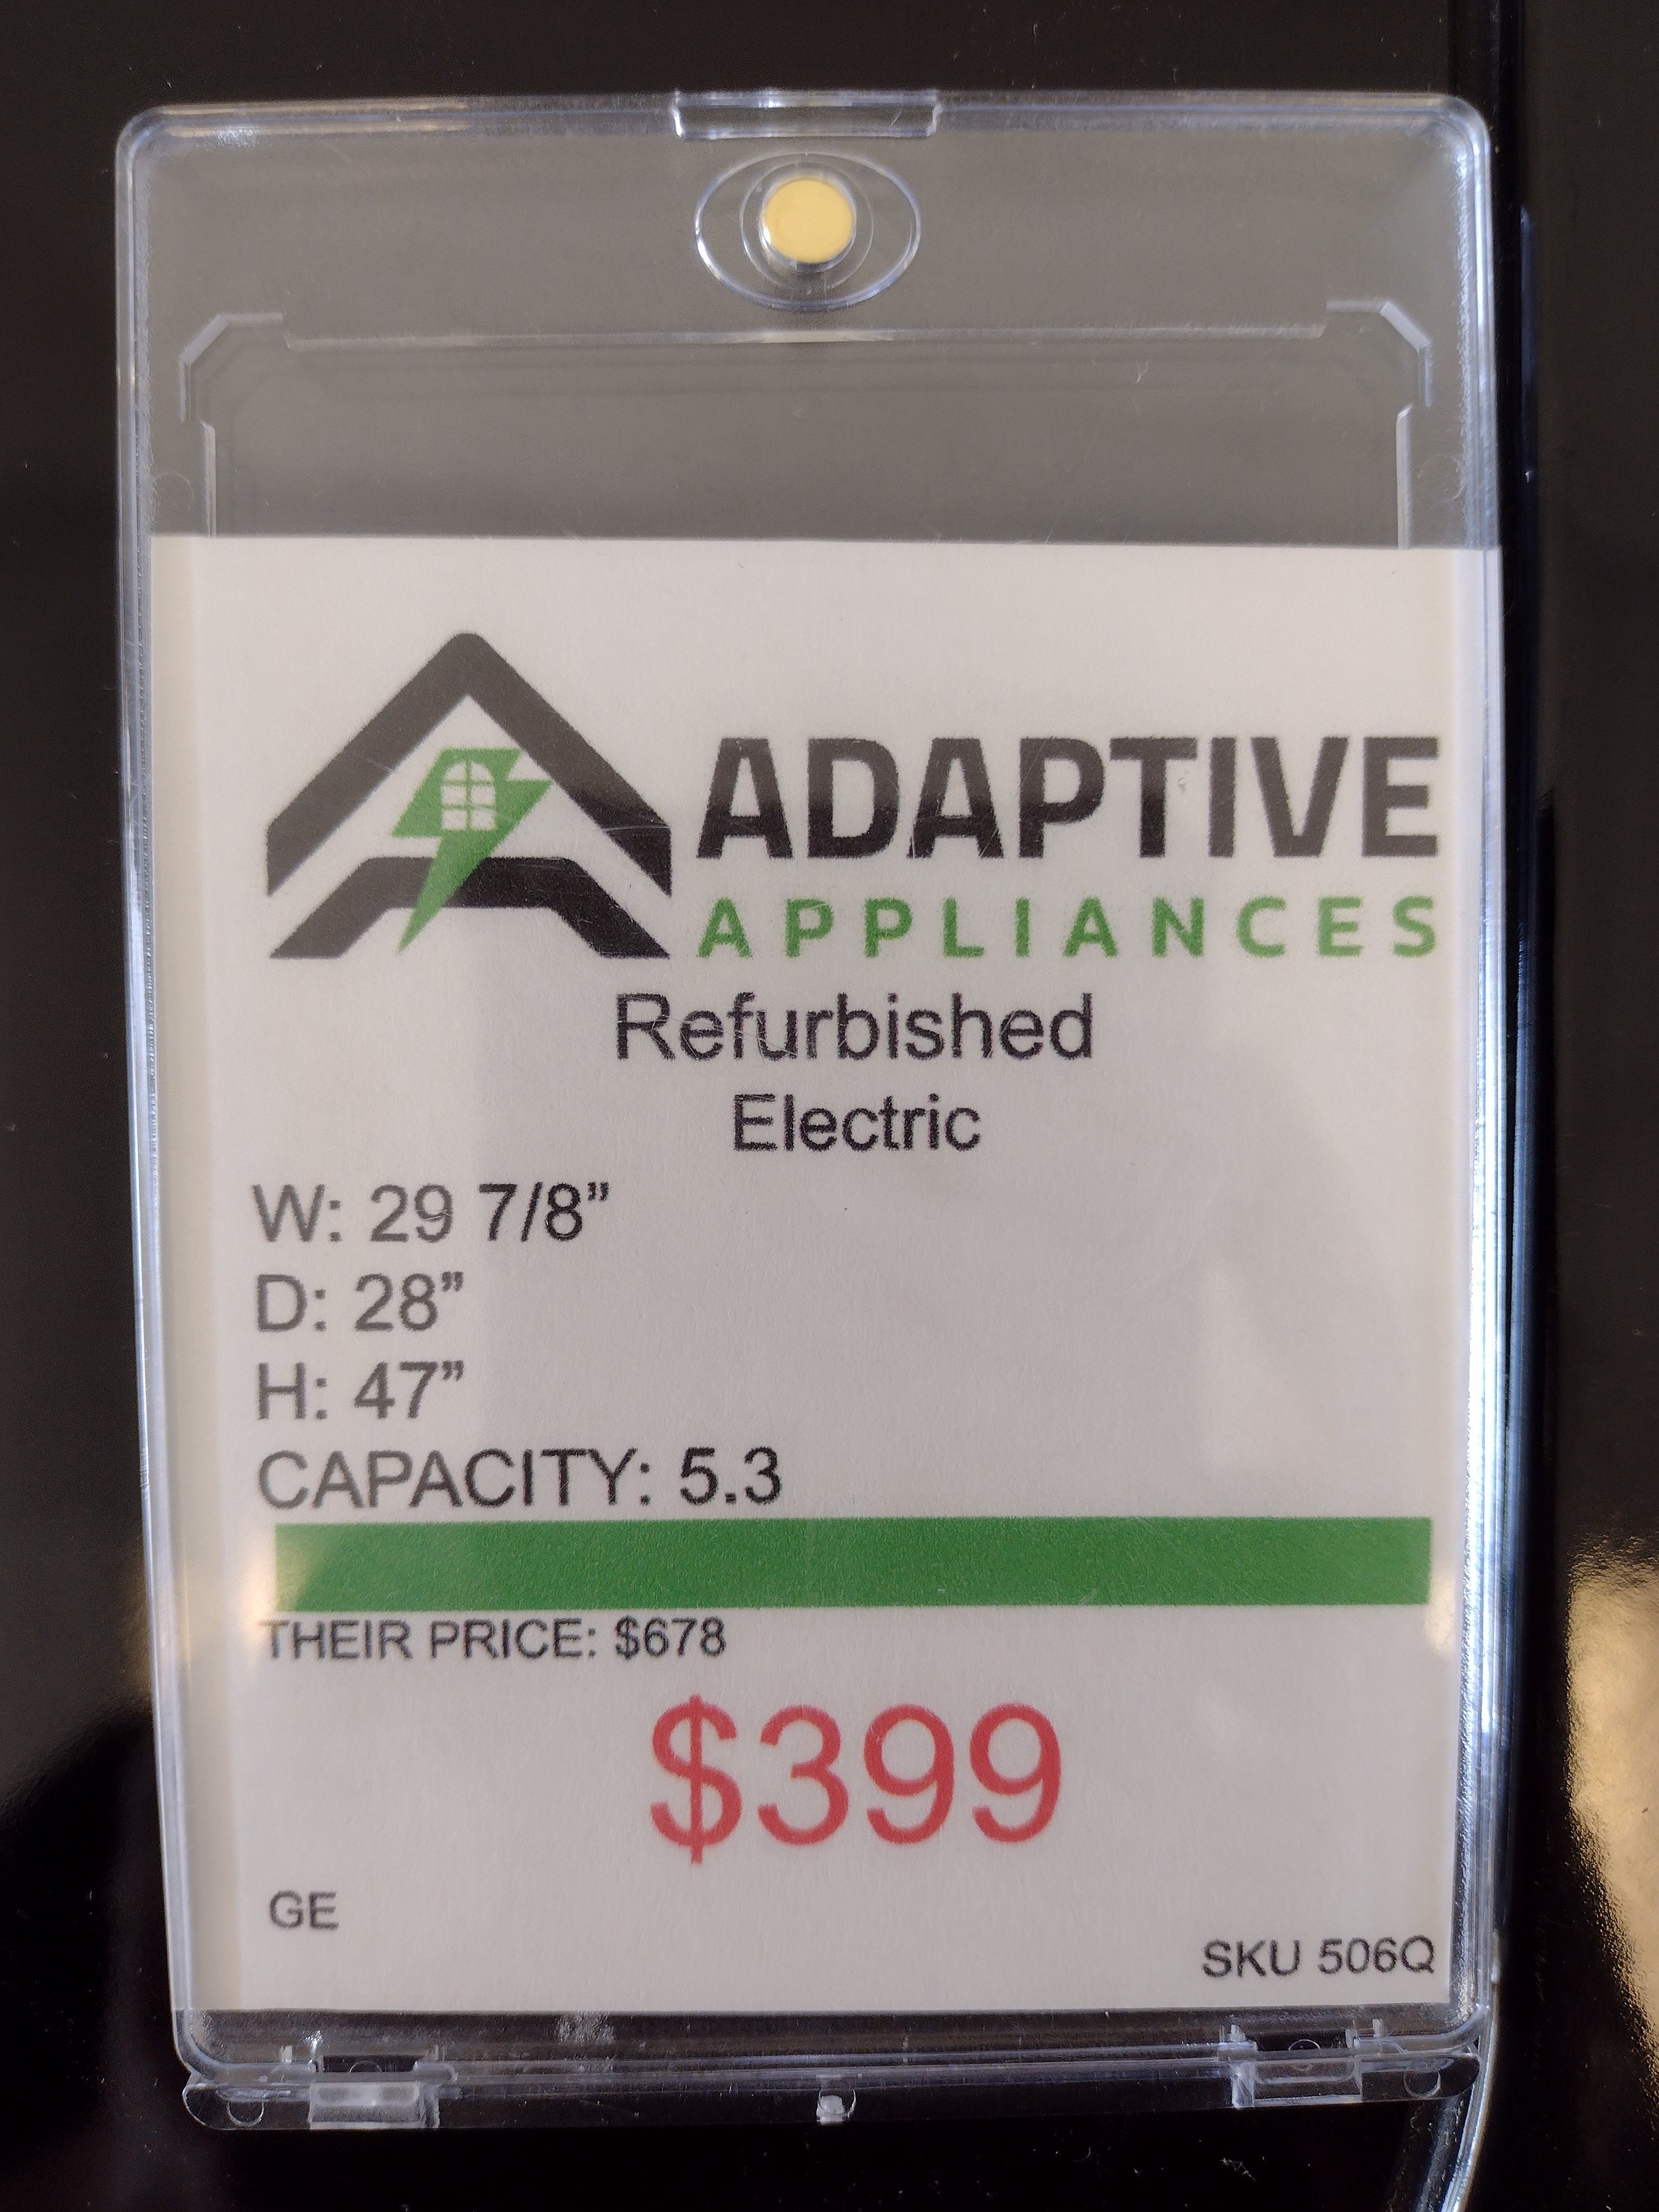 ADAPTIVE
APPLIANCES
Refurbished
Electric
W: 29 7/8”
D: 28”
H: 47”
CAPACITY: 5.3
THEIR PRICE: $678
$399
GE
SKU 506Q